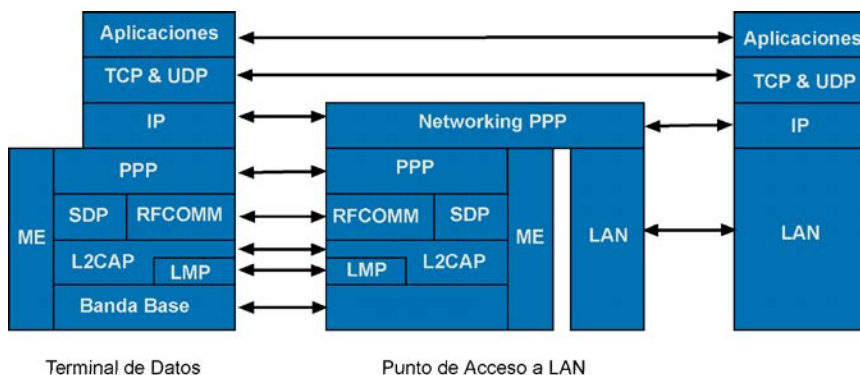 Aplicaciones
TCP & UDP
IP
PPP
SDP RFCOMM
ME
L2CAP
LMP
Banda Base
Networking PPP
PPP
RFCOMM SDP
ME
LAN
LMP L2CAP
Aplicaciones
TCP & UDP
IP
LAN
Terminal de Datos
Punto de Acceso a LAN